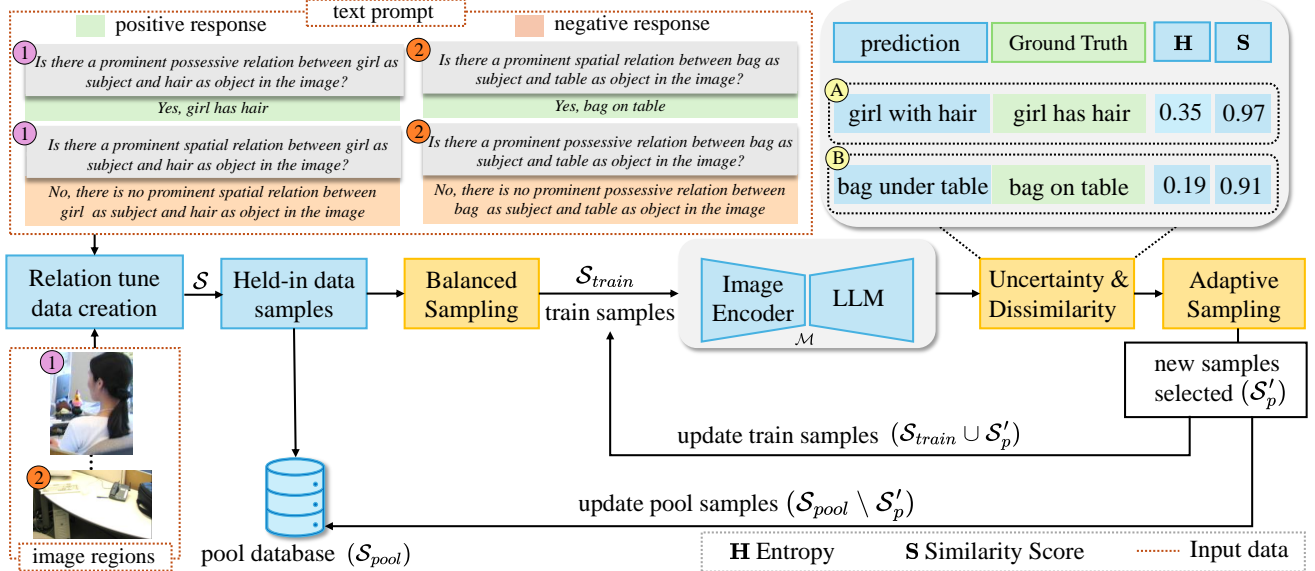 text prompt
positive response
negative response
1
Is there a prominent possessive relation between girl as
subject and hair as object in the image?
Yes, girl has hair
1
Is there a prominent spatial relation between girl as
subject and hair as object in the image?
No, there is no prominent spatial relation between
girl as subject and hair as object in the image
2
Is there a prominent spatial relation between bag as
subject and table as object in the image?
Yes, bag on table
2
Is there a prominent possessive relation between bag as
subject and table as object in the image?
No, there is no prominent possessive relation between
bag as subject and table as object in the image
prediction Ground Truth H S
A
girl with hair girl has hair 0.35 0.97
B
bag under table bag on table 0.19 0.91
Relation tune
data creation
S
Held-in data
samples
Balanced
Sampling
S_train
train samples
Image
Encoder
LLM
M
Uncertainty &
Dissimilarity
Adaptive
Sampling
new samples
selected (S'_p)
update train samples (S_train ∪ S'_p)
update pool samples (S_pool \ S'_p)
1
2
image regions
pool database (S_pool)
H Entropy S Similarity Score Input data